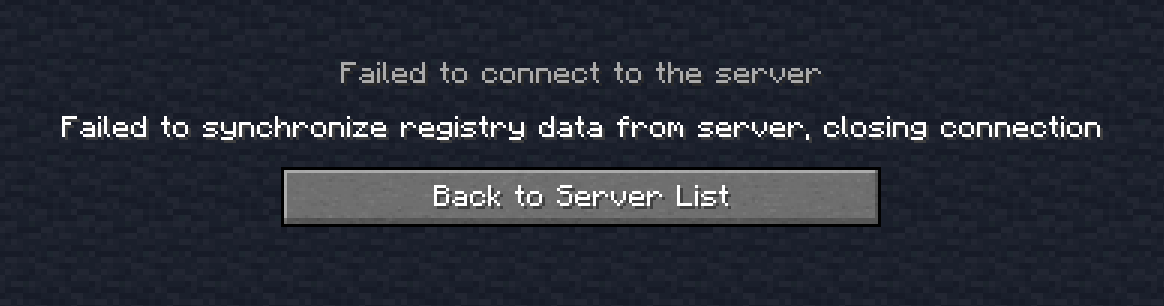 Failed to connect to the server
Failed to synchronize registry data from server, closing connection
Back to Server List